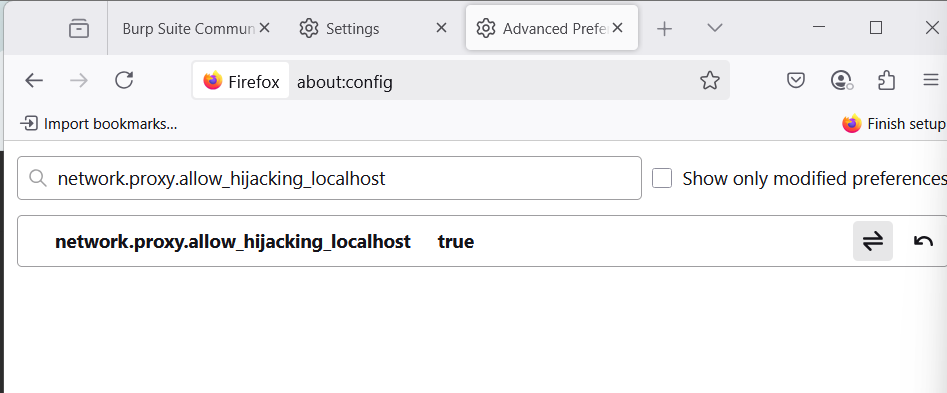 Burp Suite Commun Settings Advanced Prefe
Firefox about:config
Import bookmarks... Finish setup
network.proxy.allow_hijacking_localhost Show only modified preferences
network.proxy.allow_hijacking_localhost true